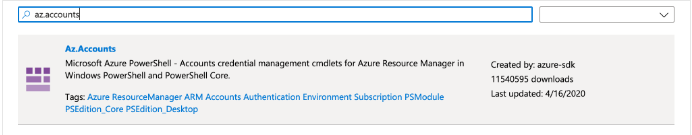 az.accounts
Az.Accounts
Microsoft Azure PowerShell - Accounts credential management cmdlets for Azure Resource Manager in
Windows PowerShell and PowerShell Core.
Tags: Azure ResourceManager ARM Accounts Authentication Environment Subscription PSModule
PSEdition_Core PSEdition_Desktop
Created by: azure-sdk
11540595 downloads
Last updated: 4/16/2020